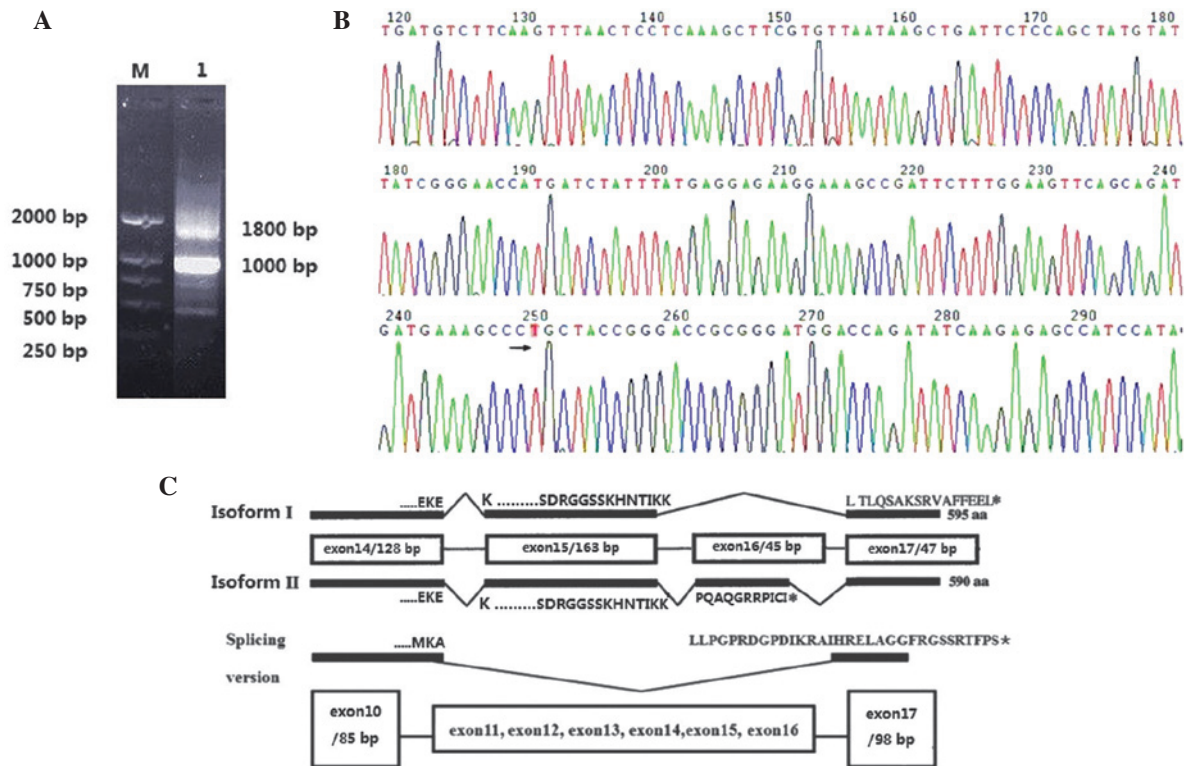 A
M 1
2000 bp
1000 bp
750 bp
500 bp
250 bp
1800 bp
1000 bp
B
120 130 140 150 160 170 180
TGATGTCTTCAAGTTTAACTCCTCAAAGCTTCGTGTTAATAAGCTGATTCTCCAGCTATGTAT
180 190 200 210 220 230 240
TATCGGGAACCATGATCTATTTATGAGGAGAAGGAAAGCCGATTCTTTGGAAGTTCAGCAGAT
240 250 260 270 280 290
GATGAAAGCCCTGCTACCGGGACCGCGGGATGGACCAGATATCAAGAGAGCCATCCATA
C
Isoform I
.....EKE
K .........SDRGGSSKHNTIKK
L TLQSAKSRVAFFEEL*
595 aa
exon14/128 bp
exon15/163 bp
exon16/45 bp
exon17/47 bp
Isoform II
590 aa
.....EKE
K .........SDRGGSSKHNTIKK
PQAQGRRPICI*
Splicing
version
.....MKA
LLPGPRDGPDIKRAIHRELAGGFRGSSRTFPS*
exon10
/85 bp
exon11, exon12, exon13, exon14,exon15, exon16
exon17
/98 bp